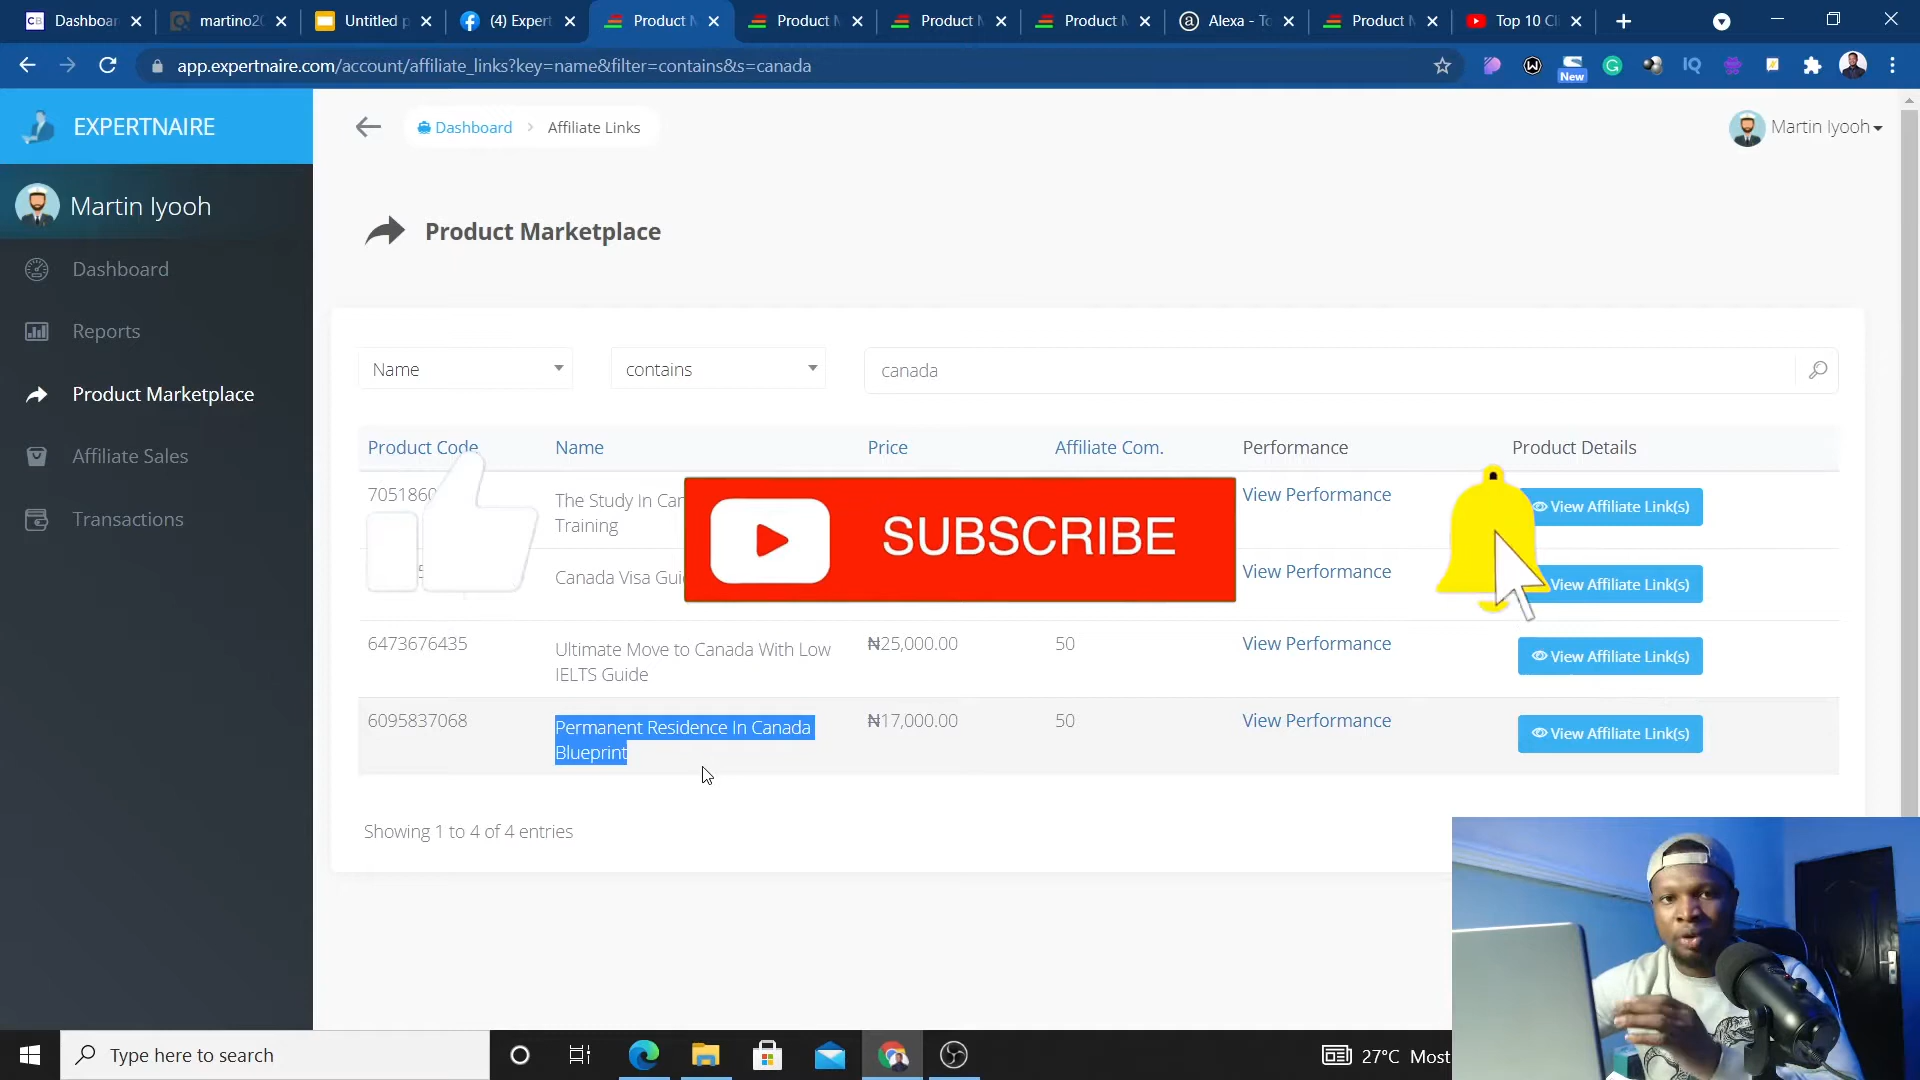 Dashboar
martino20
Untitled p
(4) Expert
Product M
Product M
Product M
Product M
Alexa - To
Product M
Top 10 Cli
app.expertnaire.com/account/affiliate_links?key=name&filter=contains&s=canada
New
EXPERTNAIRE
Dashboard
Affiliate Links
Martin Iyooh
Martin Iyooh
Product Marketplace
Dashboard
Reports
Product Marketplace
Affiliate Sales
Transactions
Name
contains
canada
Product Code
Name
Price
Affiliate Com.
Performance
Product Details
The Study In Can
Training
View Performance
View Affiliate Link(s)
SUBSCRIBE
Canada Visa Gui
View Performance
View Affiliate Link(s)
6473676435
Ultimate Move to Canada With Low
IELTS Guide
₦25,000.00
50
View Performance
View Affiliate Link(s)
6095837068
Permanent Residence In Canada
Blueprint
₦17,000.00
50
View Performance
View Affiliate Link(s)
Showing 1 to 4 of 4 entries
Type here to search
27°C Most